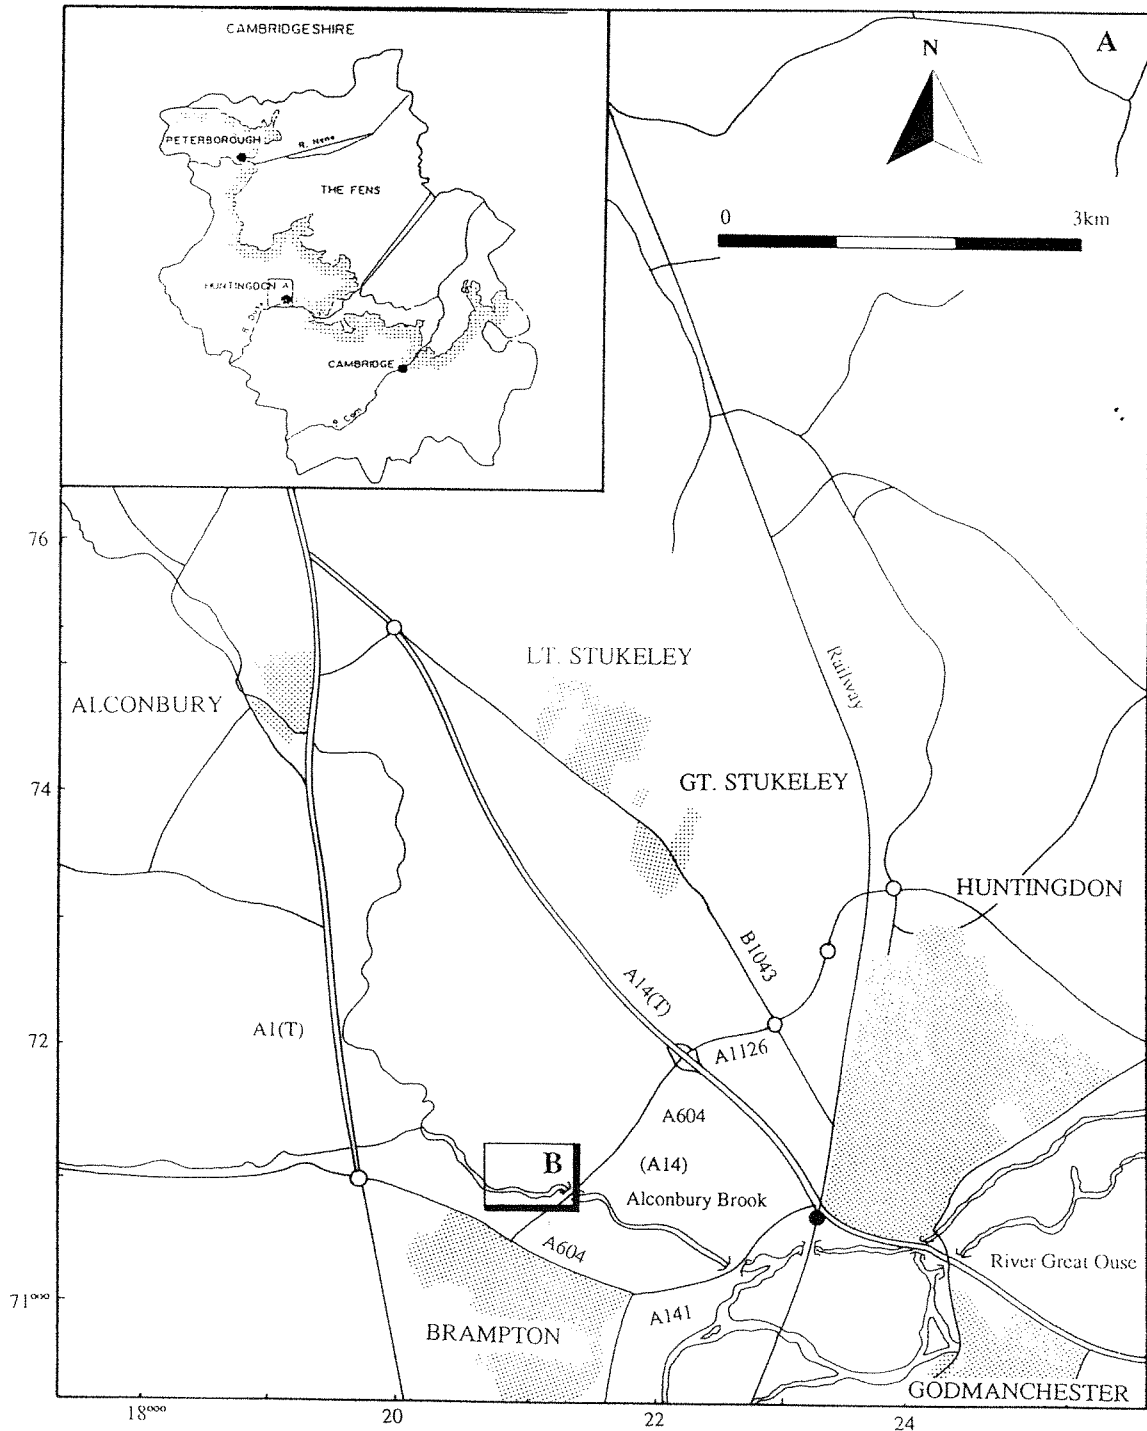 CAMBRIDGESHIRE
A
N
PETERBOROUGH
R. Nene
THE FENS
0 3km
HUNTINGDON A
R. Ouse
CAMBRIDGE
R. Cam
76
LT. STUKELEY
Railway
ALCONBURY
GT. STUKELEY
74
HUNTINGDON
B1043
A14(T)
A1(T)
72
A1126
A604
B
(A14)
Alconbury Brook
A604
River Great Ouse
71000
A141
BRAMPTON
GODMANCHESTER
18000 20 22 24